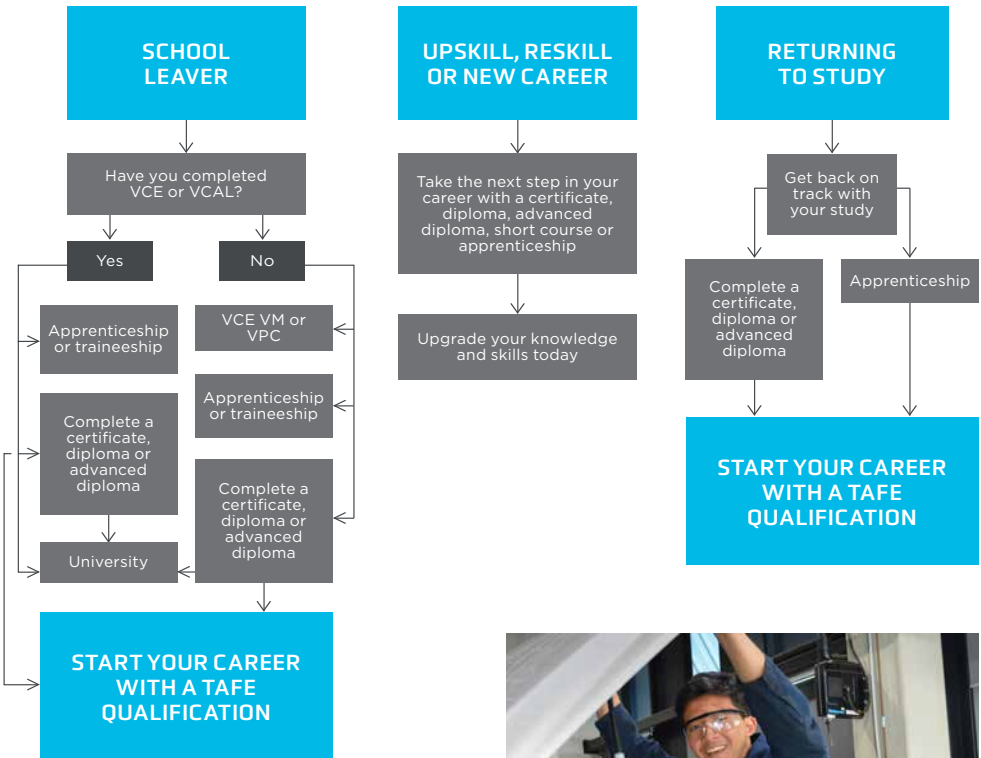 SCHOOL
LEAVER
Have you completed
VCE or VCAL?
Yes
No
Apprenticeship
or traineeship
VCE VM or
VPC
Apprenticeship
or traineeship
Complete a
certificate,
diploma or
advanced
diploma
Complete a
certificate,
diploma or
advanced
diploma
University
START YOUR CAREER
WITH A TAFE
QUALIFICATION
UPSKILL, RESKILL
OR NEW CAREER
Take the next step in your
career with a certificate,
diploma, advanced
diploma, short course or
apprenticeship
Upgrade your knowledge
and skills today
RETURNING
TO STUDY
Get back on
track with
your study
Complete a
certificate,
diploma or
advanced
diploma
Apprenticeship
START YOUR CAREER
WITH A TAFE
QUALIFICATION